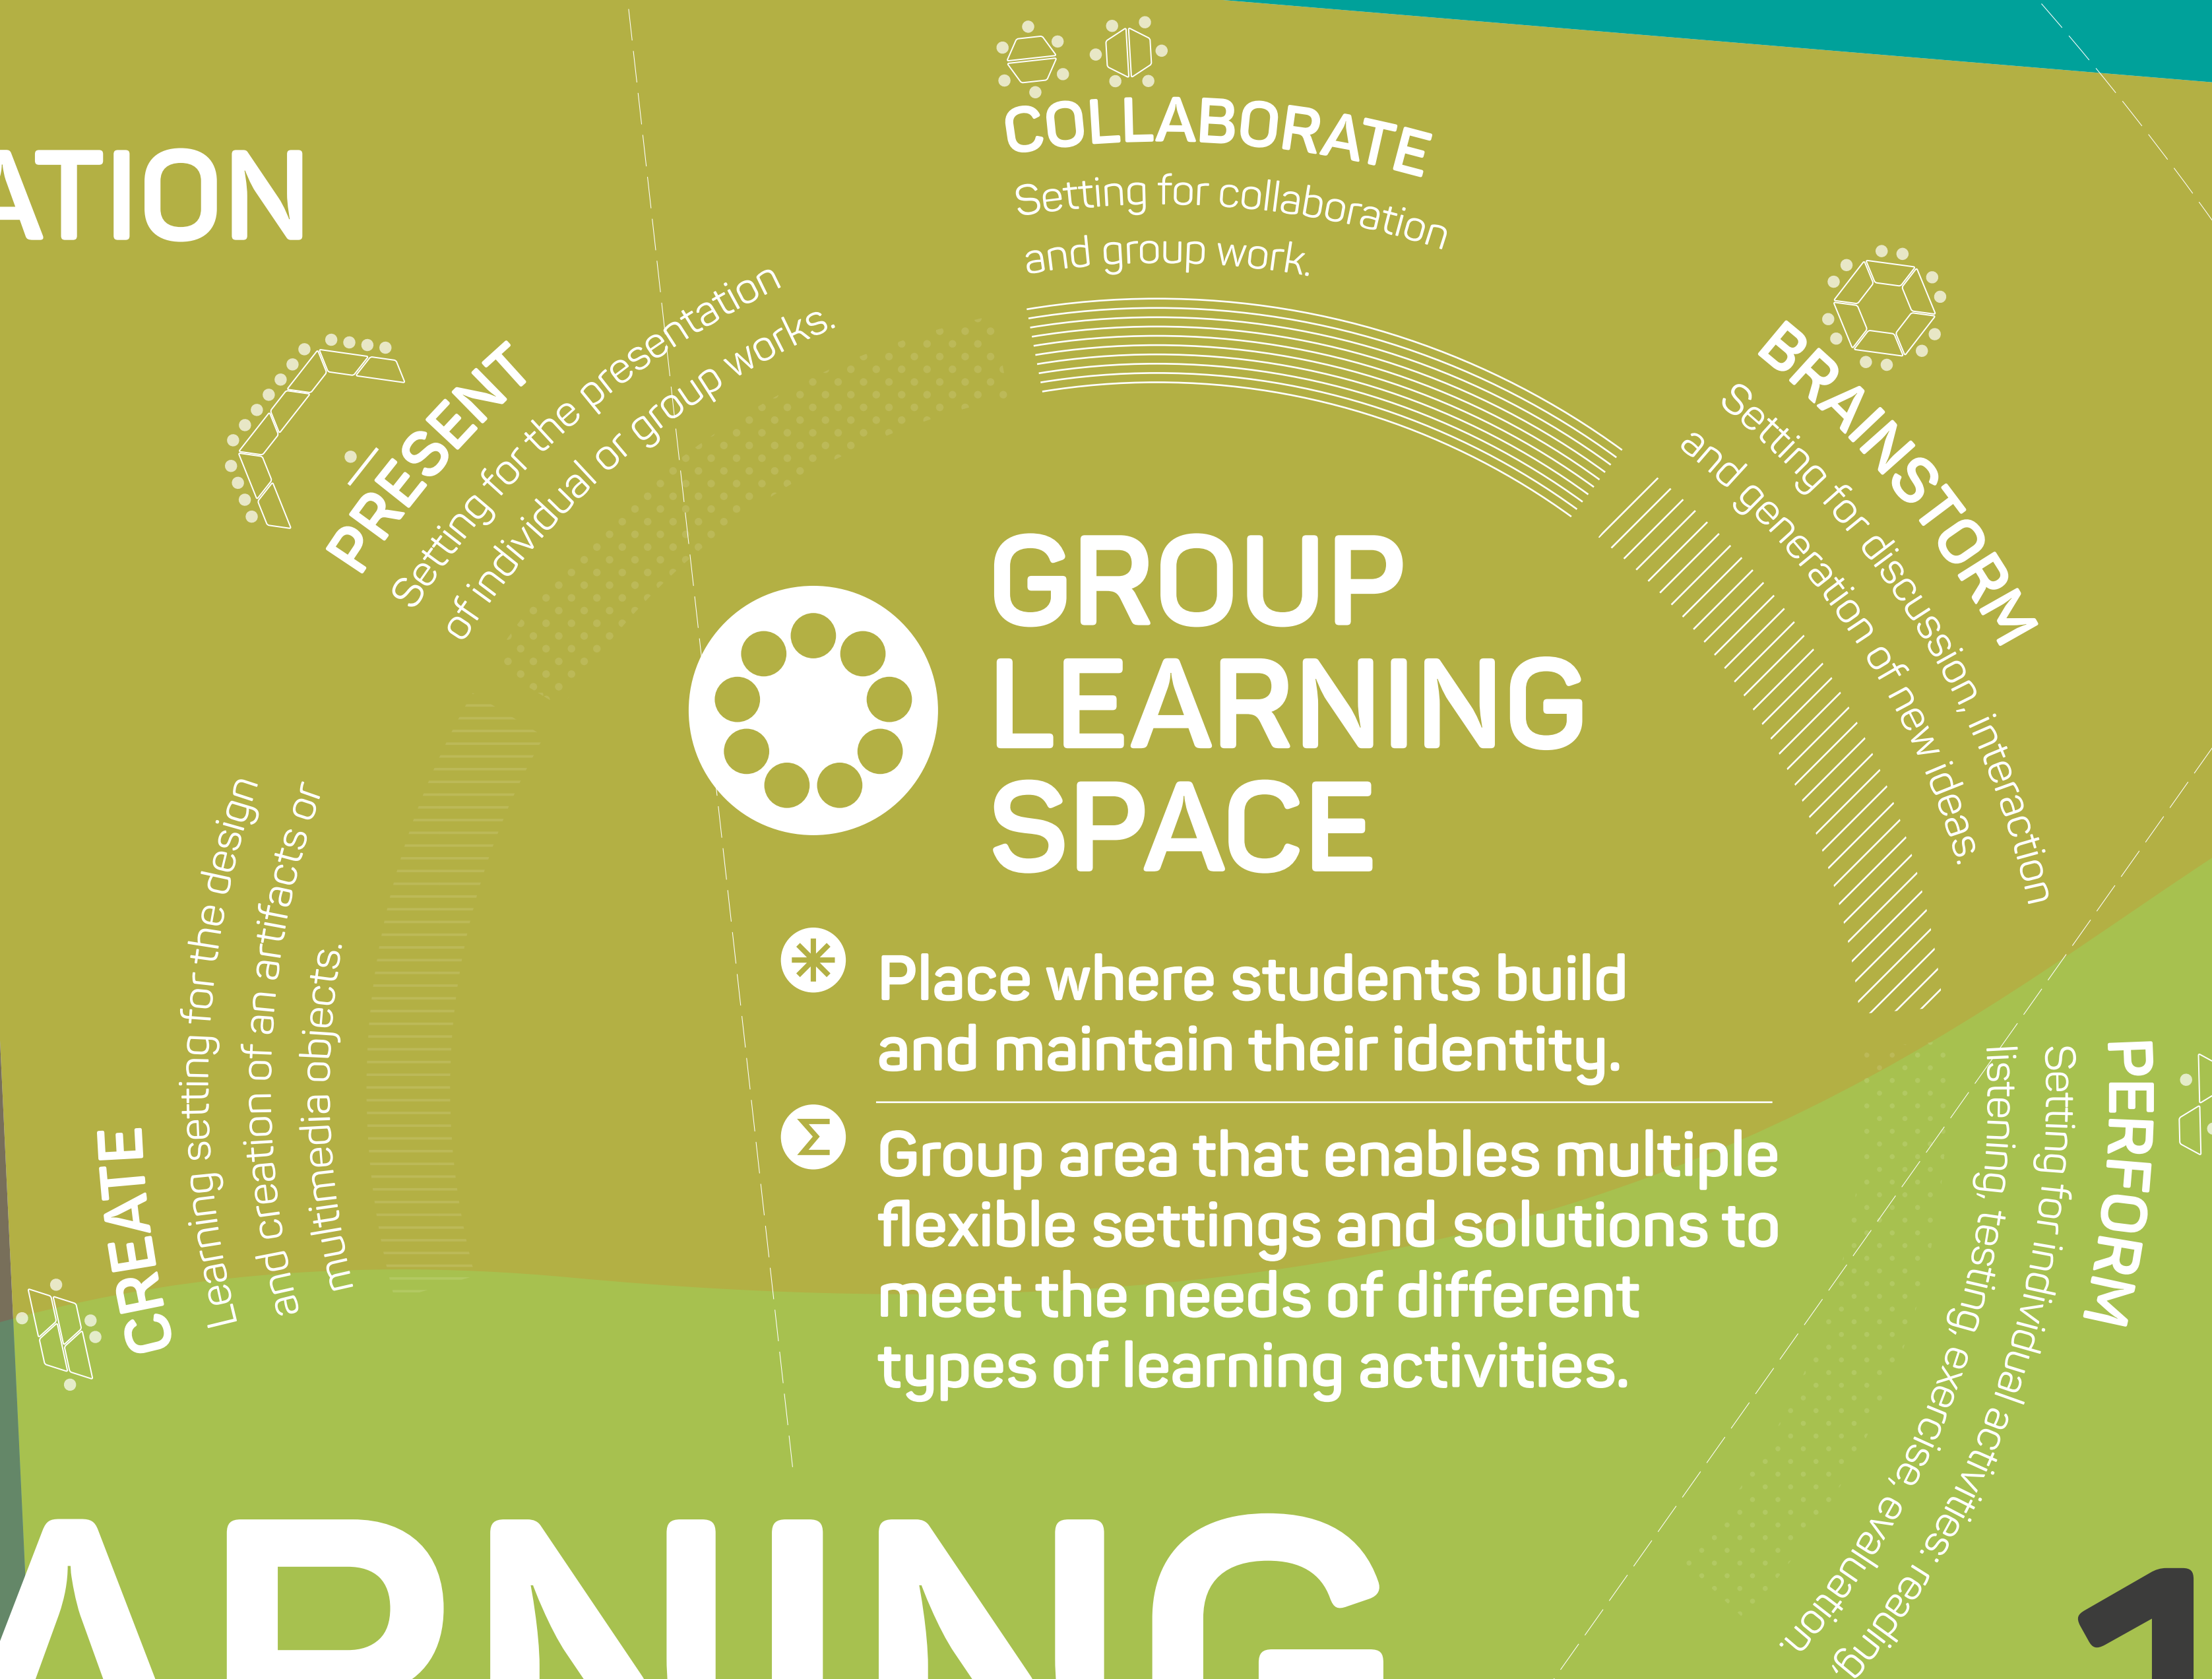 ATION
COLLABORATE
Setting for collaboration
and group work.
PRESENT
Setting for the presentation
of individual or group works.
BRAINSTORM
Setting for discussion, interaction
and generation of new ideas.
GROUP
LEARNING
SPACE
Place where students build
and maintain their identity.
Σ
Group area that enables multiple
flexible settings and solutions to
meet the needs of different
types of learning activities.
CREATE
Learning setting for the design
and creation of an artifacts or
multimedia objects.
PERFORM
Setting for individual activities: reading,
listening, testing, exercise, evaluation.
ARNING
1